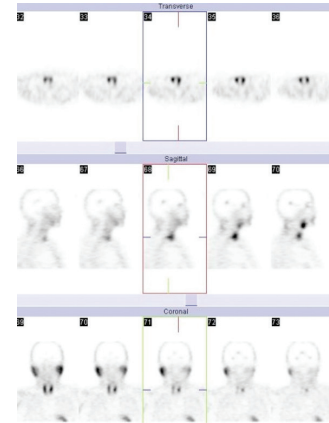 Transverse
32 33 34 35 36
Sagittal
66 67 68 69 70
Coronal
69 70 71 72 73